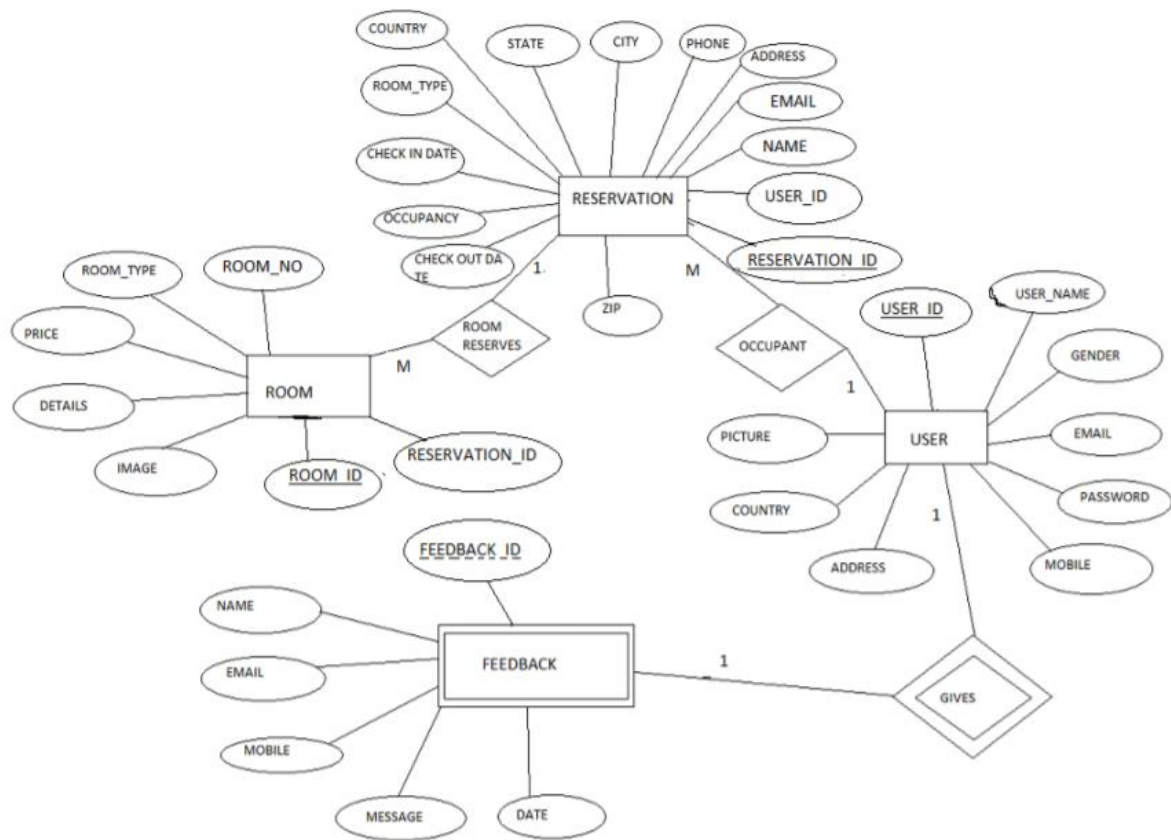 COUNTRY
STATE
CITY
PHONE
ADDRESS
ROOM_TYPE
EMAIL
CHECK IN DATE
NAME
RESERVATION
USER_ID
OCCUPANCY
CHECK OUT DA
TE
RESERVATION_ID
1.
M
ROOM_TYPE
ROOM_NO
ZIP
USER_ID
USER_NAME
PRICE
ROOM
RESERVES
OCCUPANT
GENDER
M
1
ROOM
DETAILS
PICTURE
USER
EMAIL
IMAGE
ROOM_ID
RESERVATION_ID
COUNTRY
PASSWORD
1
FEEDBACK_ID
ADDRESS
MOBILE
NAME
FEEDBACK
1
EMAIL
GIVES
MOBILE
MESSAGE
DATE